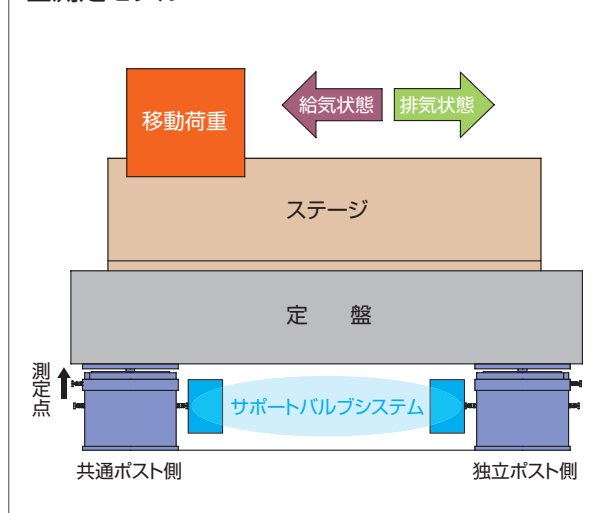 移動荷重
給気状態
排気状態
ステージ
定 盤
測定点
サポートバルブシステム
共通ポスト側
独立ポスト側